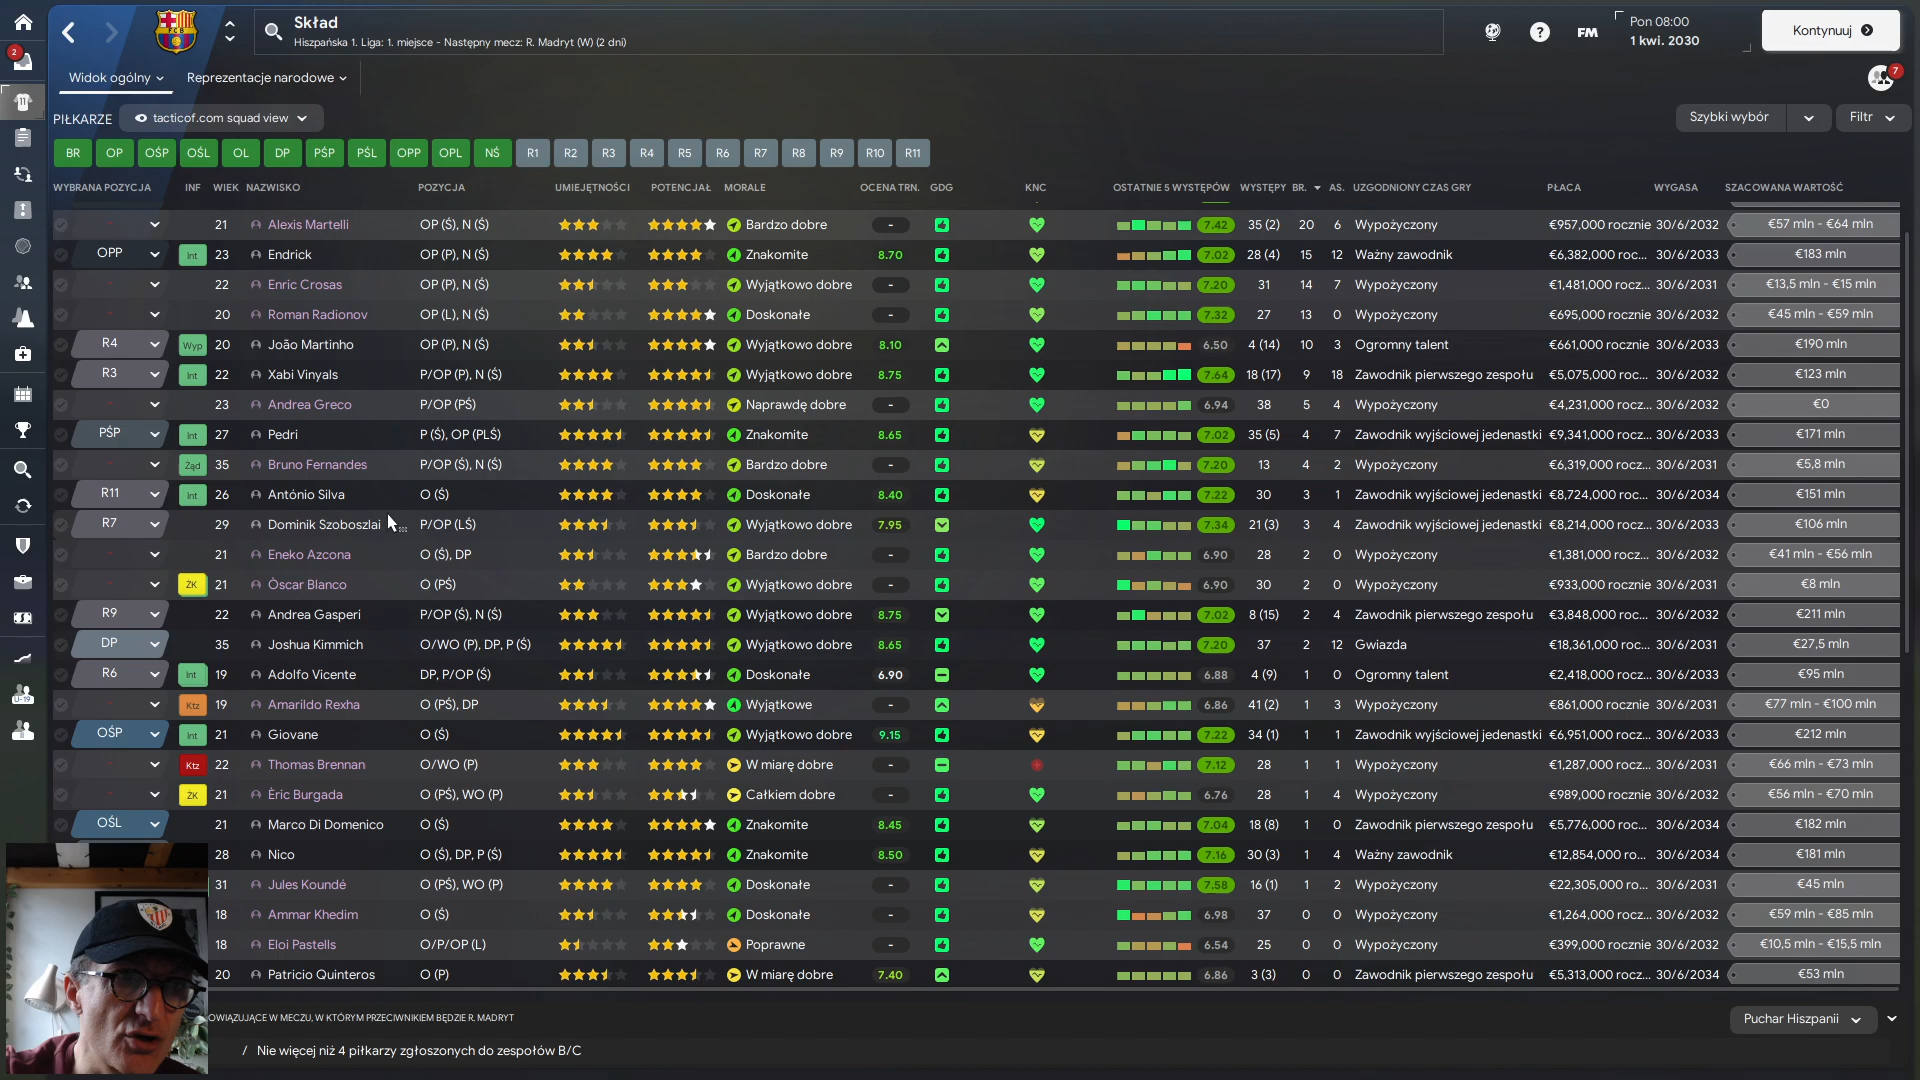 Skład
Hiszpańska 1. Liga: 1. miejsce - Następny mecz: R. Madryt (W) (2 dni)
FM
Pon 08:00
1 kwi. 2030
Kontynuuj
2
Widok ogólny
Reprezentacje narodowe
7
PIŁKARZE
tacticof.com squad view
Szybki wybór
Filtr
BR OP OŚP OŚL OL DP PŚP PŚL OPP OPL NŚ R1 R2 R3 R4 R5 R6 R7 R8 R9 R10 R11
WYBRANA POZYCJA INF WIEK NAZWISKO POZYCJA UMIEJĘTNOŚCI POTENCJAŁ MORALE OCENA TRN. GDG KNC OSTATNIE 5 WYSTĘPÓW WYSTĘPY BR. AS. UZGODNIONY CZAS GRY PŁACA WYGASA SZACOWANA WARTOŚĆ
- 21 Alexis Martelli OP (Ś), N (Ś) Bardzo dobre - 7.42 35 (2) 20 6 Wypożyczony €957,000 rocznie 30/6/2032 €57 mln - €64 mln
OPP Int 23 Endrick OP (P), N (Ś) Znakomite 8.70 7.02 28 (4) 15 12 Ważny zawodnik €6,382,000 roc... 30/6/2033 €183 mln
- 22 Enric Crosas OP (P), N (Ś) Wyjątkowo dobre - 7.20 31 14 7 Wypożyczony €1,481,000 rocz... 30/6/2031 €13,5 mln - €15 mln
- 20 Roman Radionov OP (L), N (Ś) Doskonałe - 7.32 27 13 0 Wypożyczony €695,000 rocznie 30/6/2032 €45 mln - €59 mln
R4 Wyp 20 João Martinho OP (P), N (Ś) Wyjątkowo dobre 8.10 6.50 4 (14) 10 3 Ogromny talent €661,000 rocznie 30/6/2033 €190 mln
R3 Int 22 Xabi Vinyals P/OP (P), N (Ś) Wyjątkowo dobre 8.75 7.64 18 (17) 9 18 Zawodnik pierwszego zespołu €5,075,000 roc... 30/6/2032 €123 mln
- 23 Andrea Greco P/OP (PŚ) Naprawdę dobre - 6.94 38 5 4 Wypożyczony €4,231,000 rocz... 30/6/2032 €0
PŚP Int 27 Pedri P (Ś), OP (PLŚ) Znakomite 8.65 7.02 35 (5) 4 7 Zawodnik wyjściowej jedenastki €9,341,000 rocz... 30/6/2033 €171 mln
- Żąd 35 Bruno Fernandes P/OP (Ś), N (Ś) Bardzo dobre - 7.20 13 4 2 Wypożyczony €6,319,000 rocz... 30/6/2031 €5,8 mln
R11 Int 26 António Silva O (Ś) Doskonałe 8.40 7.22 30 3 1 Zawodnik wyjściowej jedenastki €8,724,000 roc... 30/6/2034 €151 mln
R7 29 Dominik Szoboszlai P/OP (LŚ) Wyjątkowo dobre 7.95 7.34 21 (3) 3 4 Zawodnik wyjściowej jedenastki €8,214,000 roc... 30/6/2033 €106 mln
- 21 Eneko Azcona O (Ś), DP Bardzo dobre - 6.90 28 2 0 Wypożyczony €1,381,000 rocz... 30/6/2032 €41 mln - €56 mln
- ŻK 21 Òscar Blanco O (PŚ) Wyjątkowo dobre - 6.90 30 2 0 Wypożyczony €933,000 rocznie 30/6/2031 €8 mln
R9 22 Andrea Gasperi P/OP (Ś), N (Ś) Wyjątkowo dobre 8.75 7.02 8 (15) 2 4 Zawodnik pierwszego zespołu €3,848,000 roc... 30/6/2032 €211 mln
DP 35 Joshua Kimmich O/WO (P), DP, P (Ś) Wyjątkowo dobre 8.65 7.20 37 2 12 Gwiazda €18,361,000 roc... 30/6/2031 €27,5 mln
R6 Int 19 Adolfo Vicente DP, P/OP (Ś) Doskonałe 6.90 6.88 4 (9) 1 0 Ogromny talent €2,418,000 rocz... 30/6/2033 €95 mln
- Ktz 19 Amarildo Rexha O (PŚ), DP Wyjątkowe - 6.86 41 (2) 1 3 Wypożyczony €861,000 rocznie 30/6/2031 €77 mln - €100 mln
OŚP Int 21 Giovane O (Ś) Wyjątkowo dobre 9.15 7.22 34 (1) 1 1 Zawodnik wyjściowej jedenastki €6,951,000 rocz... 30/6/2033 €212 mln
- Ktz 22 Thomas Brennan O/WO (P) W miarę dobre - 7.12 28 1 1 Wypożyczony €1,287,000 rocz... 30/6/2031 €66 mln - €73 mln
- ŻK 21 Èric Burgada O (PŚ), WO (P) Całkiem dobre - 6.76 28 1 4 Wypożyczony €989,000 rocznie 30/6/2032 €56 mln - €70 mln
OŚL 21 Marco Di Domenico O (Ś) Znakomite 8.45 7.04 18 (8) 1 0 Zawodnik pierwszego zespołu €5,776,000 roc... 30/6/2034 €182 mln
28 Nico O (Ś), DP, P (Ś) Znakomite 8.50 7.16 30 (3) 1 4 Ważny zawodnik €12,854,000 ro... 30/6/2034 €181 mln
31 Jules Koundé O (PŚ), WO (P) Doskonałe - 7.58 16 (1) 1 2 Wypożyczony €22,305,000 ro... 30/6/2031 €45 mln
18 Ammar Khedim O (Ś) Doskonałe - 6.98 37 0 0 Wypożyczony €1,264,000 roc... 30/6/2032 €59 mln - €85 mln
18 Eloi Pastells O/P/OP (L) Poprawne - 6.54 25 0 0 Wypożyczony €399,000 rocznie 30/6/2032 €10,5 mln - €15,5 mln
20 Patricio Quinteros O (P) W miarę dobre 7.40 6.86 3 (3) 0 0 Zawodnik pierwszego zespołu €5,313,000 rocz... 30/6/2034 €53 mln
OWIĄZUJĄCE W MECZU, W KTÓRYM PRZECIWNIKIEM BĘDZIE R. MADRYT
Puchar Hiszpanii
/ Nie więcej niż 4 piłkarzy zgłoszonych do zespołów B/C